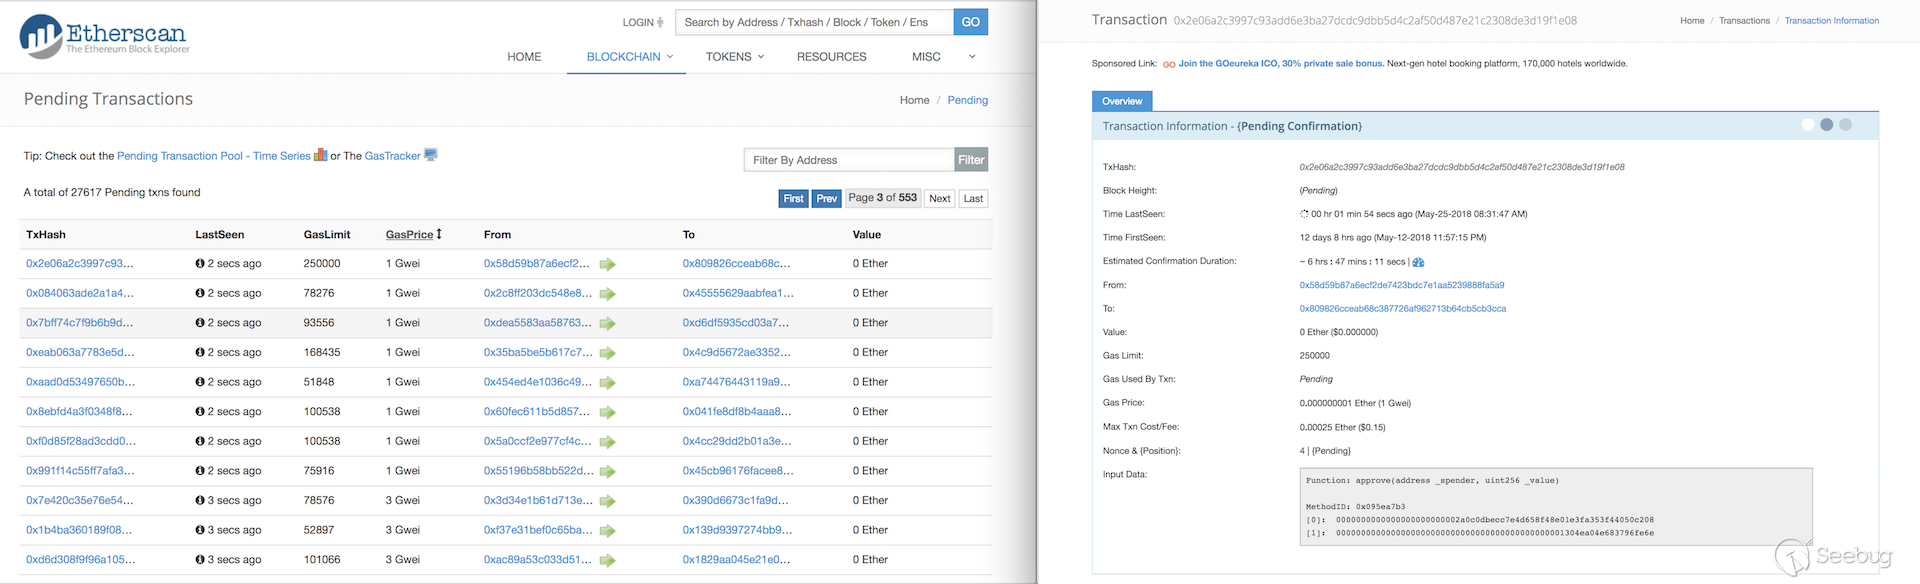 Etherscan
The Ethereum Block Explorer
LOGIN
Search by Address / Txhash / Block / Token / Ens
GO
HOME BLOCKCHAIN TOKENS RESOURCES MISC
Pending Transactions
Home / Pending
Tip: Check out the Pending Transaction Pool - Time Series or The GasTracker
Filter By Address
Filter
A total of 27617 Pending txns found
First Prev Page 3 of 553 Next Last
TxHash LastSeen GasLimit GasPrice From To Value
0x2e06a2c3997c93... 2 secs ago 250000 1 Gwei 0x58d59b87a6ecf2... 0x809826cceab68c... 0 Ether
0x084063ade2a1a4... 2 secs ago 78276 1 Gwei 0x2c8ff203dc548e8... 0x45555629aabfea1... 0 Ether
0x7bff74c7f9b6b9d... 2 secs ago 93556 1 Gwei 0xdea5583aa58763... 0xd6df5935cd03a7... 0 Ether
0xeab063a7783e5d... 2 secs ago 168435 1 Gwei 0x35ba5be5b617c7... 0x4c9d5672ae3352... 0 Ether
0xaad0d53497650b... 2 secs ago 51848 1 Gwei 0x454ed4e1036c49... 0xa74476443119a9... 0 Ether
0x8ebfd4a3f0348f8... 2 secs ago 100538 1 Gwei 0x60fec611b5d857... 0x041fe8df8b4aaa8... 0 Ether
0xf0d85f28ad3cdd0... 2 secs ago 100538 1 Gwei 0x5a0ccf2e977cf4c... 0x4cc29dd2b01a3e... 0 Ether
0x991f14c55ff7afa3... 2 secs ago 75916 1 Gwei 0x55196b58bb522d... 0x45cb96176facee8... 0 Ether
0x7e420c35e76e54... 3 secs ago 78576 3 Gwei 0x3d34e1b61d713e... 0x390d6673c1fa9d... 0 Ether
0x1b4ba360189f08... 3 secs ago 52897 3 Gwei 0xf37e31bef0c65ba... 0x139d9397274bb9... 0 Ether
0xd6d308f9f96a105... 3 secs ago 101066 3 Gwei 0xac89a53c033d51... 0x1829aa045e21e0... 0 Ether
Transaction 0x2e06a2c3997c93add6e3ba27dcdc9dbb5d4c2af50d487e21c2308de3d19f1e08
Home / Transactions / Transaction Information
Sponsored Link: GO Join the GOeureka ICO, 30% private sale bonus. Next-gen hotel booking platform, 170,000 hotels worldwide.
Overview
Transaction Information - {Pending Confirmation}
TxHash: 0x2e06a2c3997c93add6e3ba27dcdc9dbb5d4c2af50d487e21c2308de3d19f1e08
Block Height: (Pending)
Time LastSeen: 00 hr 01 min 54 secs ago (May-25-2018 08:31:47 AM)
Time FirstSeen: 12 days 8 hrs ago (May-12-2018 11:57:15 PM)
Estimated Confirmation Duration: ~ 6 hrs : 47 mins : 11 secs |
From: 0x58d59b87a6ecf2de7423bdc7e1aa5239888fa5a9
To: 0x809826cceab68c387726af962713b64cb5cb3cca
Value: 0 Ether ($0.000000)
Gas Limit: 250000
Gas Used By Txn: Pending
Gas Price: 0.000000001 Ether (1 Gwei)
Max Txn Cost/Fee: 0.00025 Ether ($0.15)
Nonce & {Position}: 4 | {Pending}
Input Data:
Function: approve(address _spender, uint256 _value)
MethodID: 0x095ea7b3
[0]: 0000000000000000000000002a0c0dbecc7e4d658f48e01e3fa353f44050c208
[1]: 0000000000000000000000000000000000000000000000001304ea04e683796fe6e
Seebug